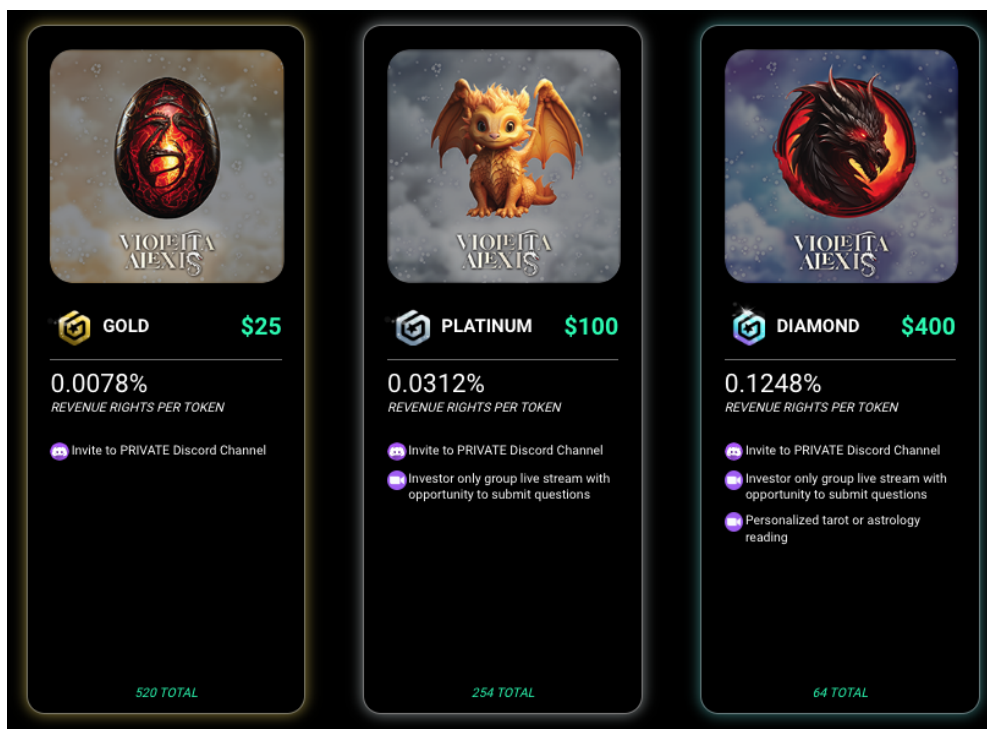 VIOLETTA
ALEXIS
GOLD $25
0.0078%
REVENUE RIGHTS PER TOKEN
Invite to PRIVATE Discord Channel
520 TOTAL
VIOLETTA
ALEXIS
PLATINUM $100
0.0312%
REVENUE RIGHTS PER TOKEN
Invite to PRIVATE Discord Channel
Investor only group live stream with
opportunity to submit questions
254 TOTAL
VIOLETTA
ALEXIS
DIAMOND $400
0.1248%
REVENUE RIGHTS PER TOKEN
Invite to PRIVATE Discord Channel
Investor only group live stream with
opportunity to submit questions
Personalized tarot or astrology
reading
64 TOTAL